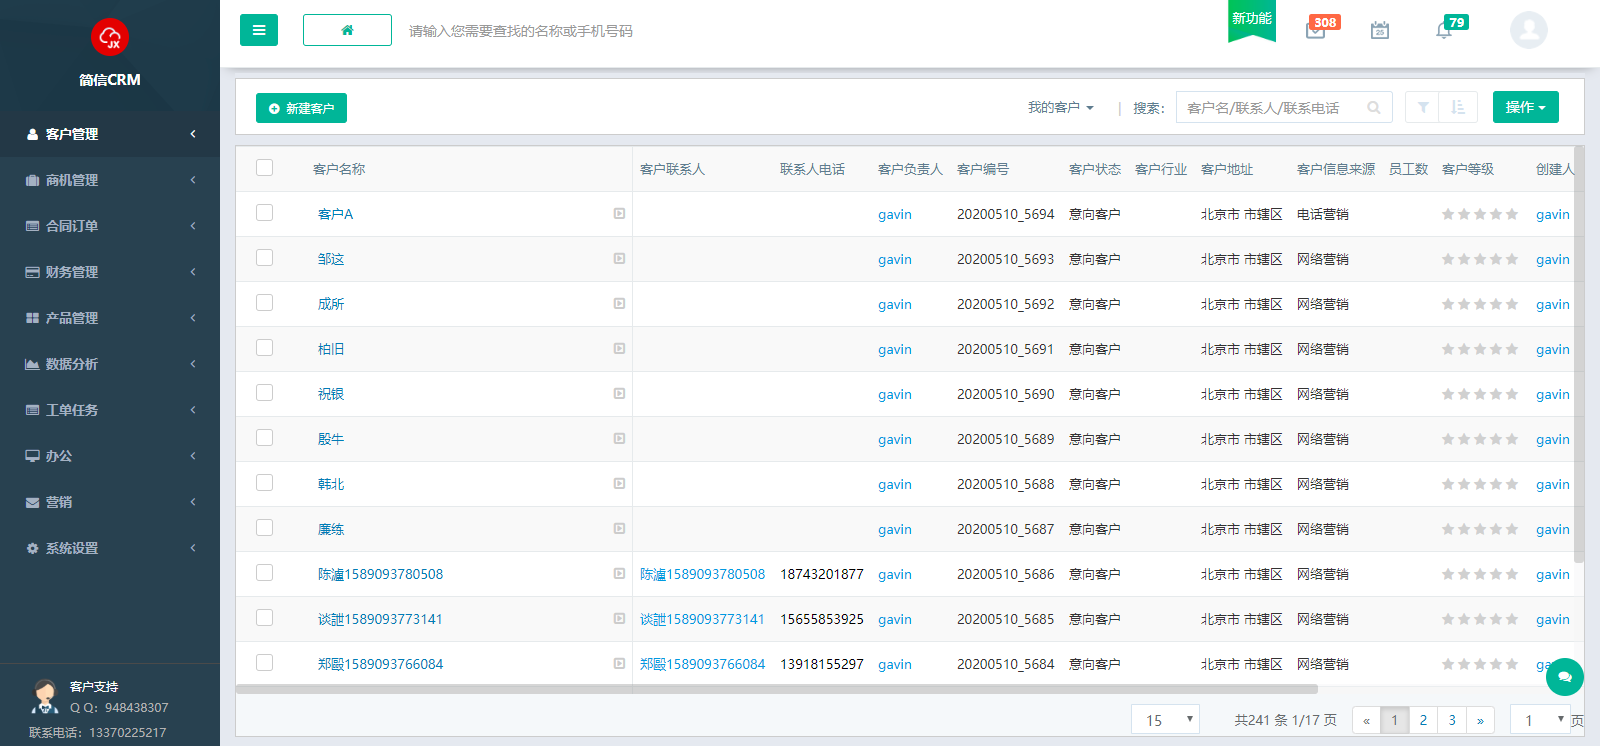 JX
简信CRM
客户管理
商机管理
合同订单
财务管理
产品管理
数据分析
工单任务
办公
营销
系统设置
客户支持
Q Q：948438307
联系电话：13370225217
请输入您需要查找的名称或手机号码
新功能
308
25
79
新建客户
我的客户 | 搜索： 客户名/联系人/联系电话 操作
客户名称 客户联系人 联系人电话 客户负责人 客户编号 客户状态 客户行业 客户地址 客户信息来源 员工数 客户等级 创建人
客户A gavin 20200510_5694 意向客户 北京市 市辖区 电话营销 gavin
邹这 gavin 20200510_5693 意向客户 北京市 市辖区 网络营销 gavin
成所 gavin 20200510_5692 意向客户 北京市 市辖区 网络营销 gavin
柏旧 gavin 20200510_5691 意向客户 北京市 市辖区 网络营销 gavin
祝银 gavin 20200510_5690 意向客户 北京市 市辖区 网络营销 gavin
殷牛 gavin 20200510_5689 意向客户 北京市 市辖区 网络营销 gavin
韩北 gavin 20200510_5688 意向客户 北京市 市辖区 网络营销 gavin
廉练 gavin 20200510_5687 意向客户 北京市 市辖区 网络营销 gavin
陈瀘1589093780508 陈瀘1589093780508 18743201877 gavin 20200510_5686 意向客户 北京市 市辖区 网络营销 gavin
谈誰1589093773141 谈誰1589093773141 15655853925 gavin 20200510_5685 意向客户 北京市 市辖区 网络营销 gavin
郑毆1589093766084 郑毆1589093766084 13918155297 gavin 20200510_5684 意向客户 北京市 市辖区 网络营销
15 共241 条 1/17 页 « 1 2 3 » 1 页